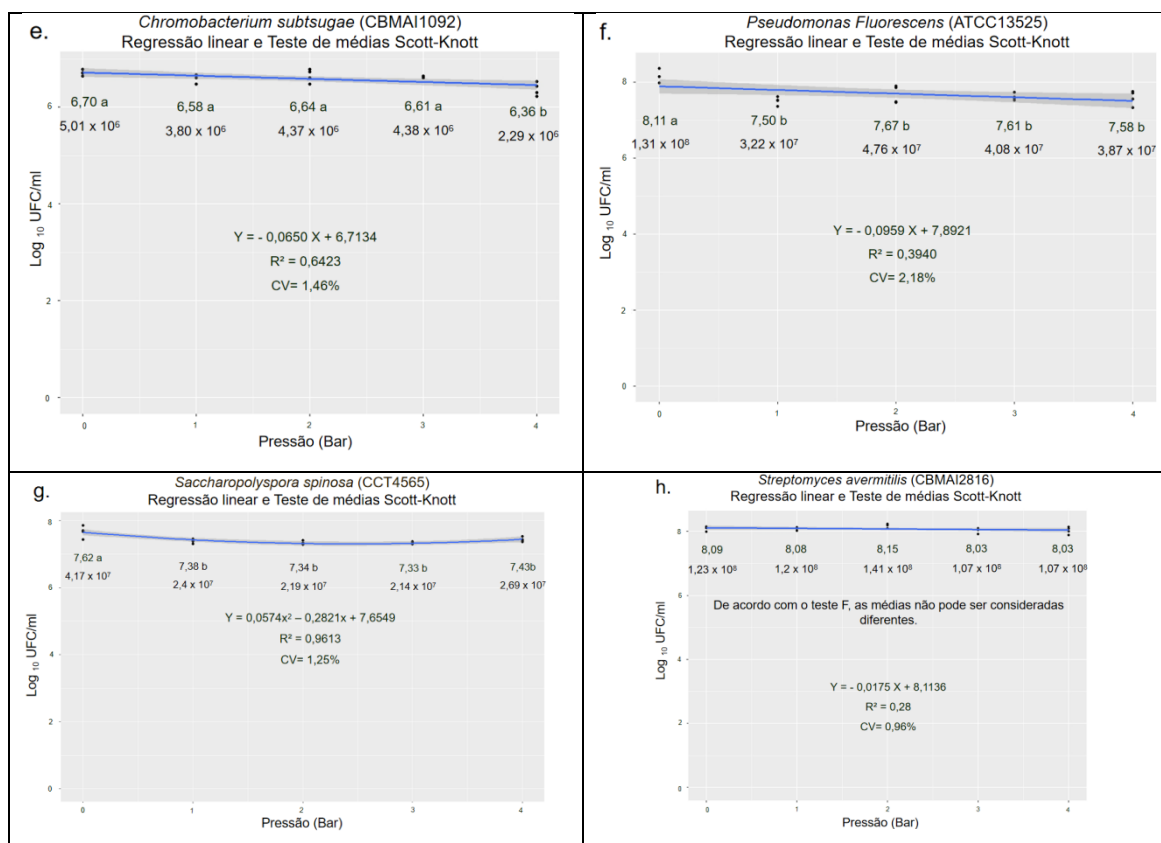 e.
Chromobacterium subtsugae (CBMAI1092)
Regressão linear e Teste de médias Scott-Knott
Log ₁₀ UFC/ml
6
4
2
0
6,70 a 6,58 a 6,64 a 6,61 a 6,36 b
5,01 x 10⁶ 3,80 x 10⁶ 4,37 x 10⁶ 4,38 x 10⁶ 2,29 x 10⁶
Y = - 0,0650 X + 6,7134
R² = 0,6423
CV= 1,46%
0 1 2 3 4
Pressão (Bar)
f.
Pseudomonas Fluorescens (ATCC13525)
Regressão linear e Teste de médias Scott-Knott
Log ₁₀ UFC/ml
8
6
4
2
0
8,11 a 7,50 b 7,67 b 7,61 b 7,58 b
1,31 x 10⁸ 3,22 x 10⁷ 4,76 x 10⁷ 4,08 x 10⁷ 3,87 x 10⁷
Y = - 0,0959 X + 7,8921
R² = 0,3940
CV= 2,18%
0 1 2 3 4
Pressão (Bar)
g.
Saccharopolyspora spinosa (CCT4565)
Regressão linear e Teste de médias Scott-Knott
Log ₁₀ UFC/ml
8
6
4
2
0
7,62 a 7,38 b 7,34 b 7,33 b 7,43b
4,17 x 10⁷ 2,4 x 10⁷ 2,19 x 10⁷ 2,14 x 10⁷ 2,69 x 10⁷
Y = 0,0574x² – 0,2821x + 7,6549
R² = 0,9613
CV= 1,25%
0 1 2 3 4
Pressão (Bar)
h.
Streptomyces avermitilis (CBMAI2816)
Regressão linear e Teste de médias Scott-Knott
Log ₁₀ UFC/ml
8
6
4
2
0
8,09 8,08 8,15 8,03 8,03
1,23 x 10⁸ 1,2 x 10⁸ 1,41 x 10⁸ 1,07 x 10⁸ 1,07 x 10⁸
De acordo com o teste F, as médias não pode ser consideradas
diferentes.
Y = - 0,0175 X + 8,1136
R² = 0,28
CV= 0,96%
0 1 2 3 4
Pressão (Bar)